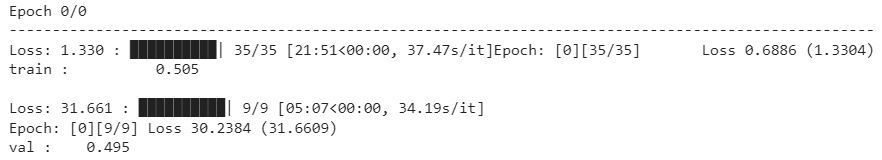 Epoch 0/0
--------------------------------------------------------------------------------------------------------------
Loss: 1.330 : ██████████| 35/35 [21:51<00:00, 37.47s/it]Epoch: [0][35/35] Loss 0.6886 (1.3304)
train : 0.505
Loss: 31.661 : ██████████| 9/9 [05:07<00:00, 34.19s/it]
Epoch: [0][9/9] Loss 30.2384 (31.6609)
val : 0.495